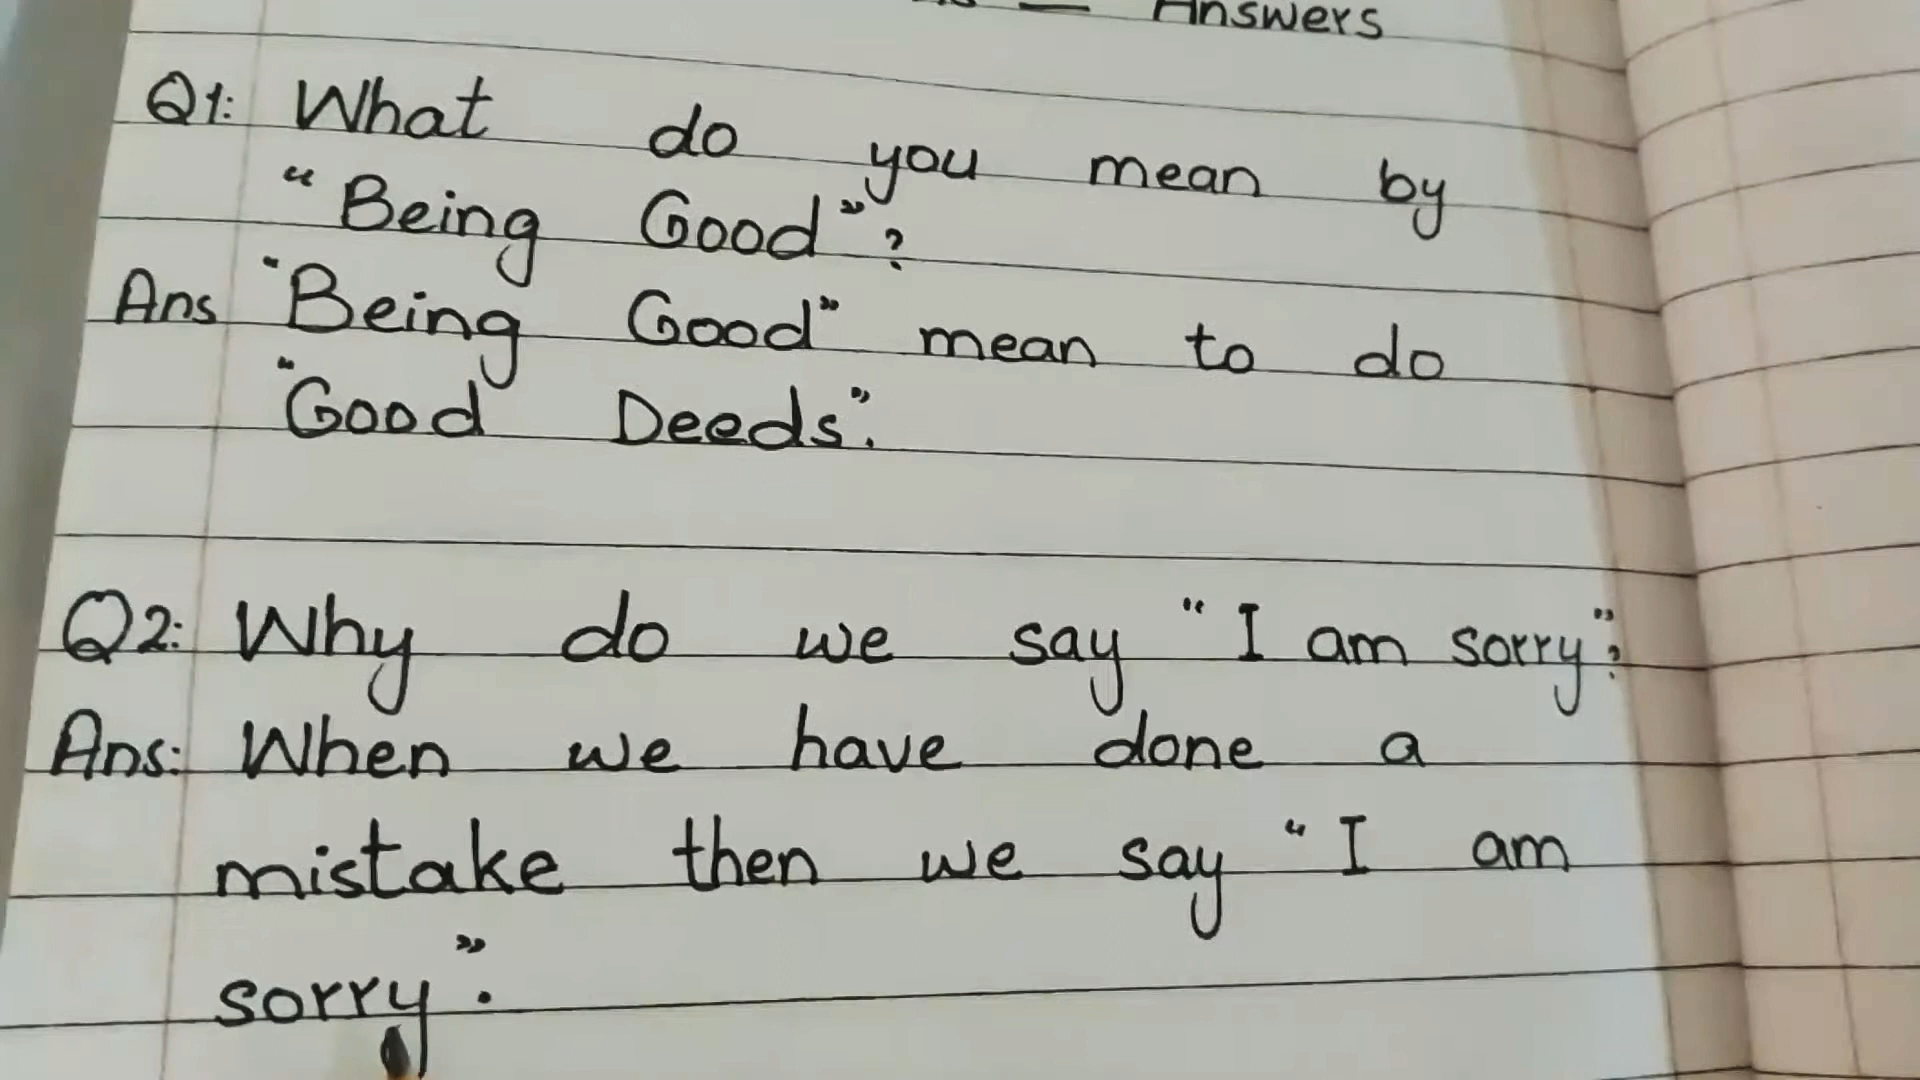 — Answers
Q1: What do you mean by
"Being Good"?
Ans "Being Good" mean to do
"Good Deeds".
Q2: Why do we say "I am sorry"?
Ans: When we have done a
mistake then we say "I am
sorry".